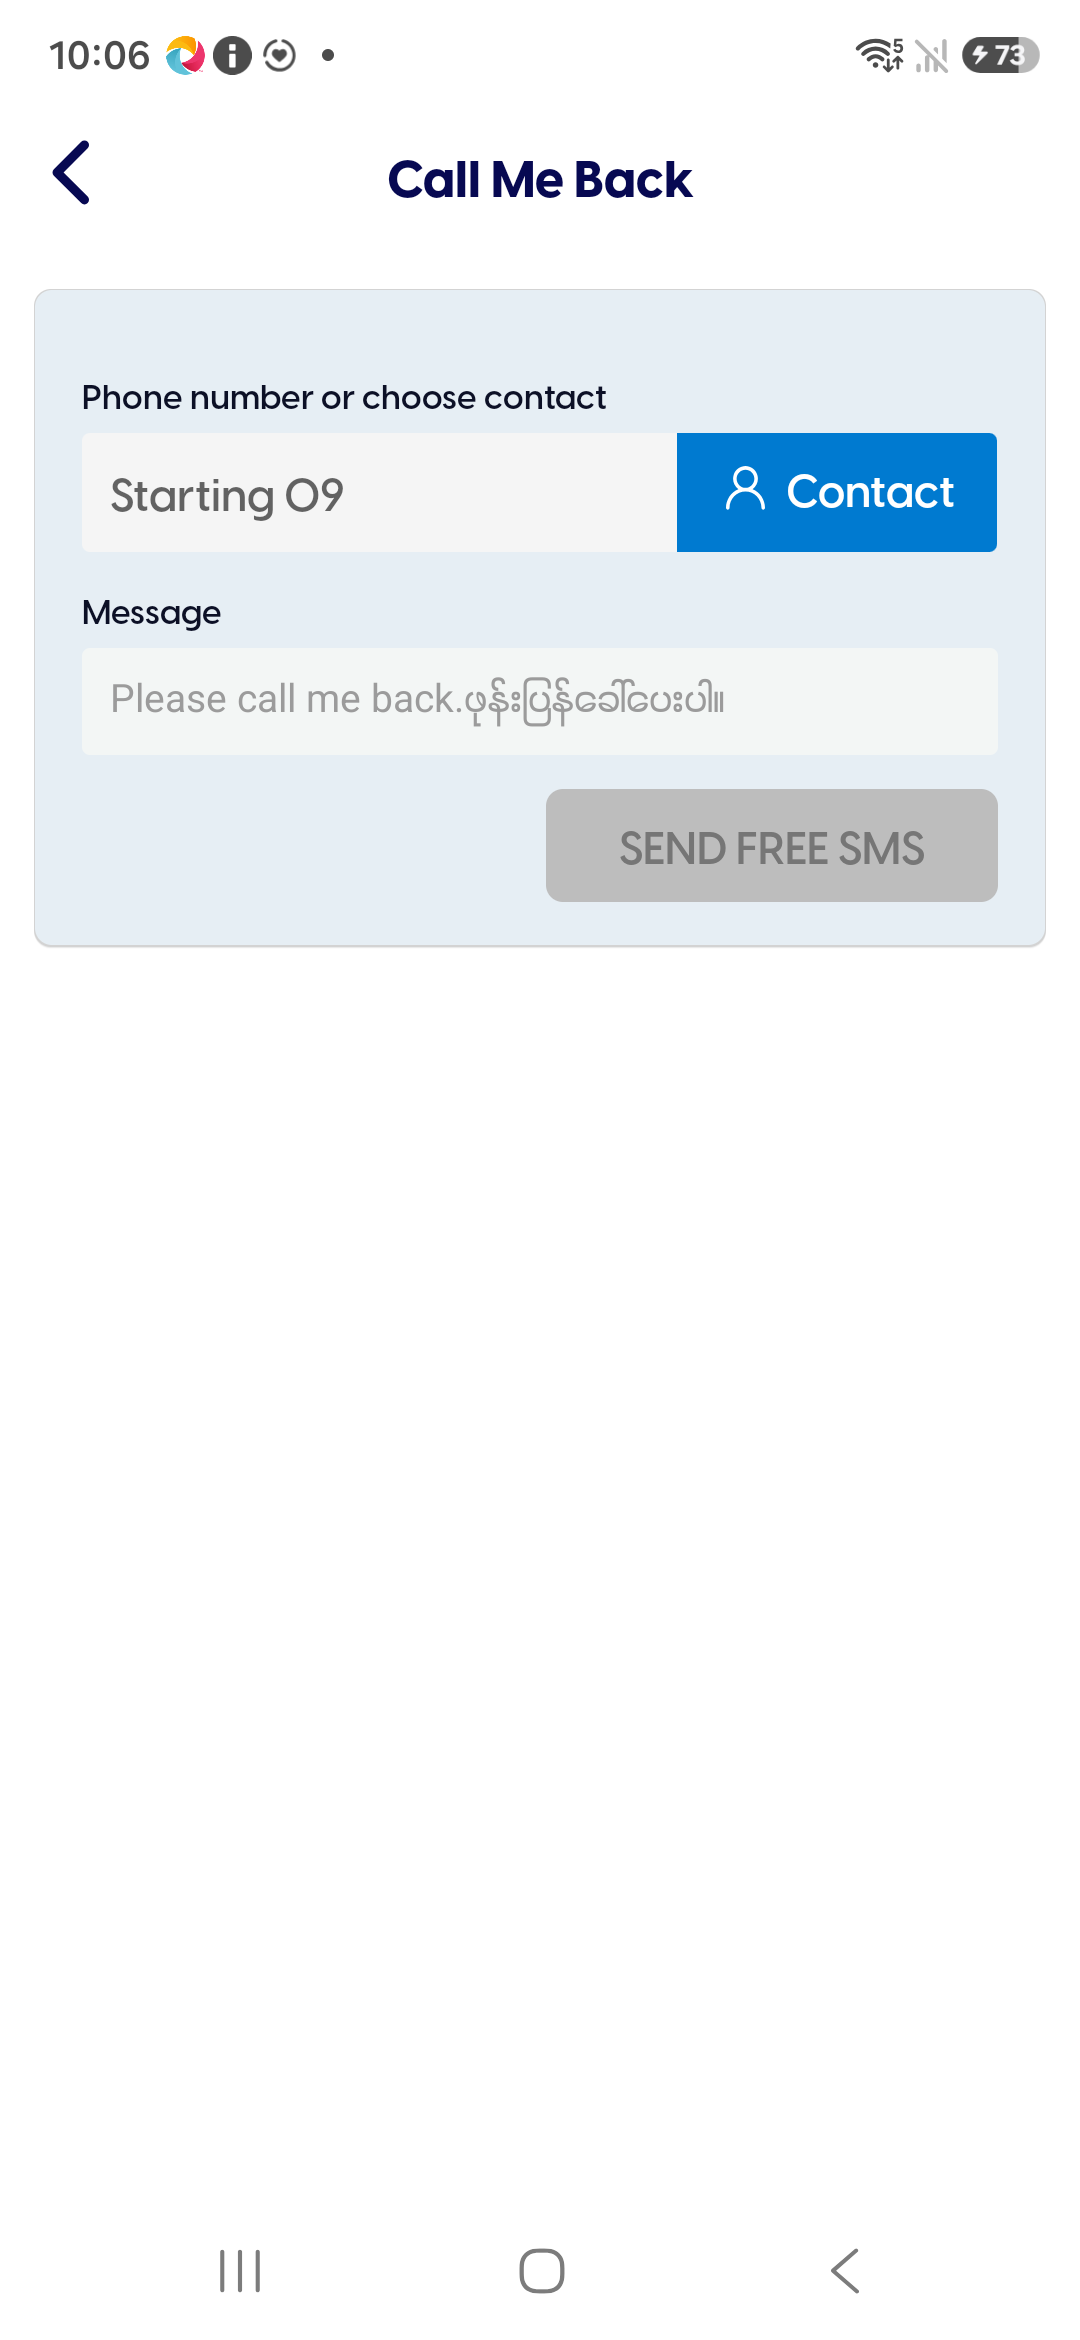 10:06
5
73
Call Me Back
Phone number or choose contact
Starting 09
Contact
Message
Please call me back.ဖုန်းပြန်ခေါ်ပေးပါ။
SEND FREE SMS